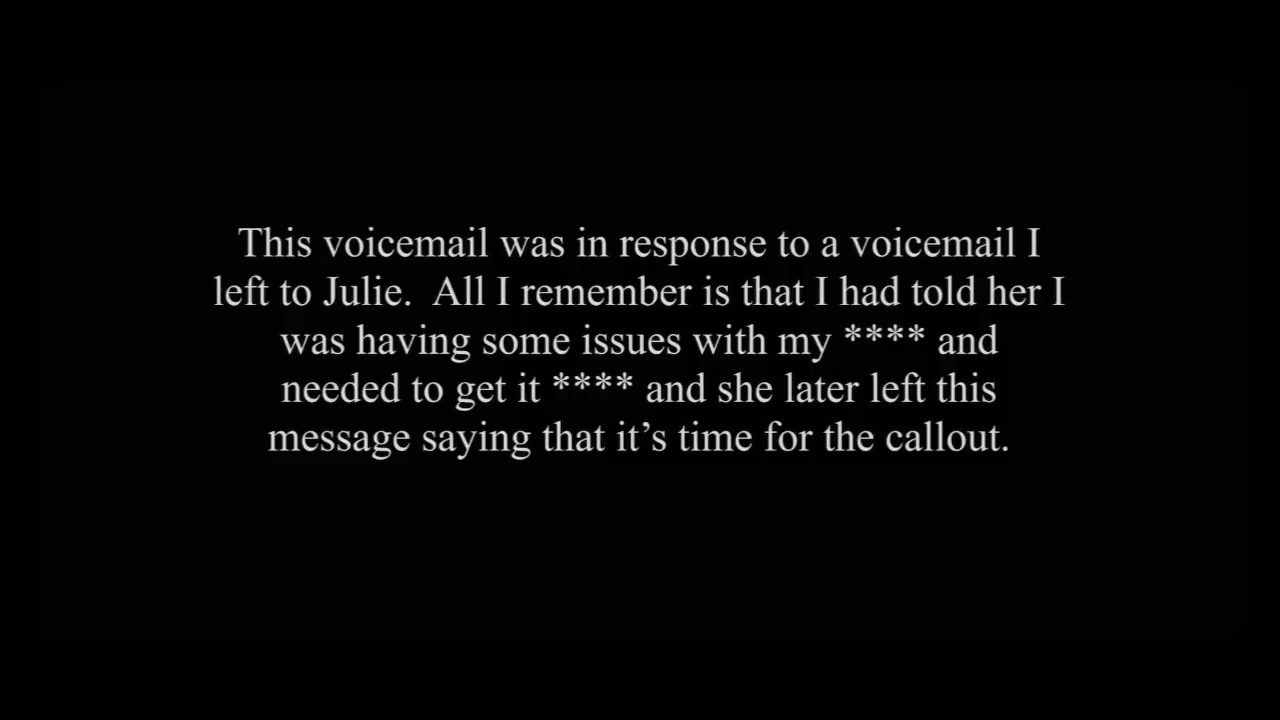 This voicemail was in response to a voicemail I
left to Julie.  All I remember is that I had told her I
was having some issues with my **** and
needed to get it **** and she later left this
message saying that it’s time for the callout.